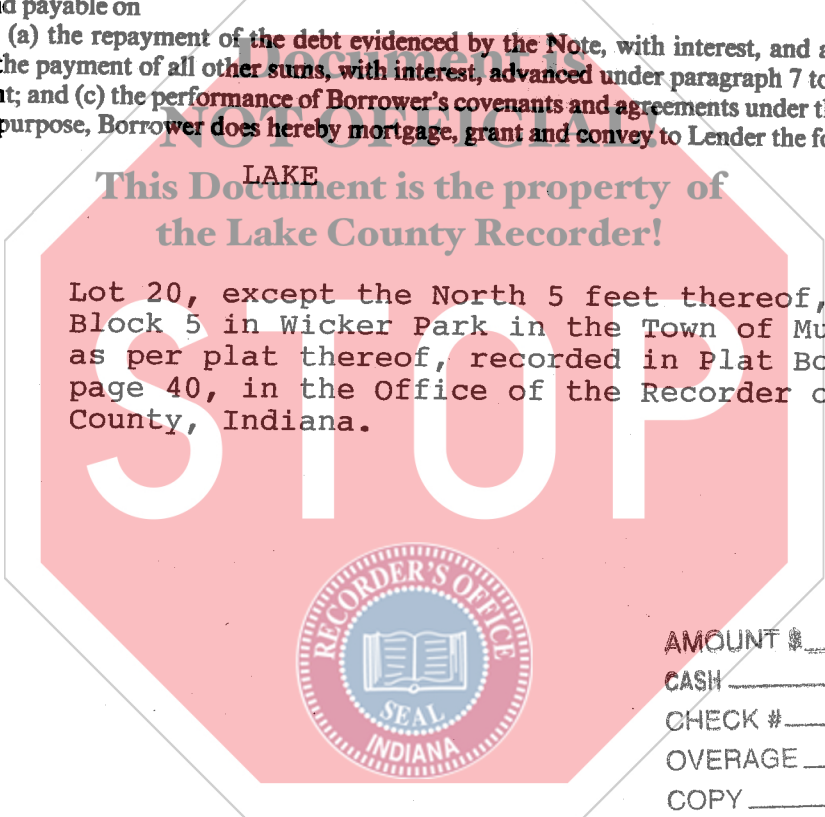 payable on
(a) the repayment of the debt evidenced by the Note, with interest, and
the payment of all other sums, with interest, advanced under paragraph 7
and (c) the performance of Borrower's covenants and agreements under
purpose, Borrower does hereby mortgage, grant and convey to Lender the
Document is
NOT OFFICIAL!
LAKE
This Document is the property of
the Lake County Recorder!
Lot 20, except the North 5 feet thereof,
Block 5 in Wicker Park in the Town of
as per plat thereof, recorded in Plat
page 40, in the Office of the Recorder
County, Indiana.
STOP
RECORDER'S OFFICE
SEAL
INDIANA
AMOUNT $
CASH
CHECK #
OVERAGE
COPY